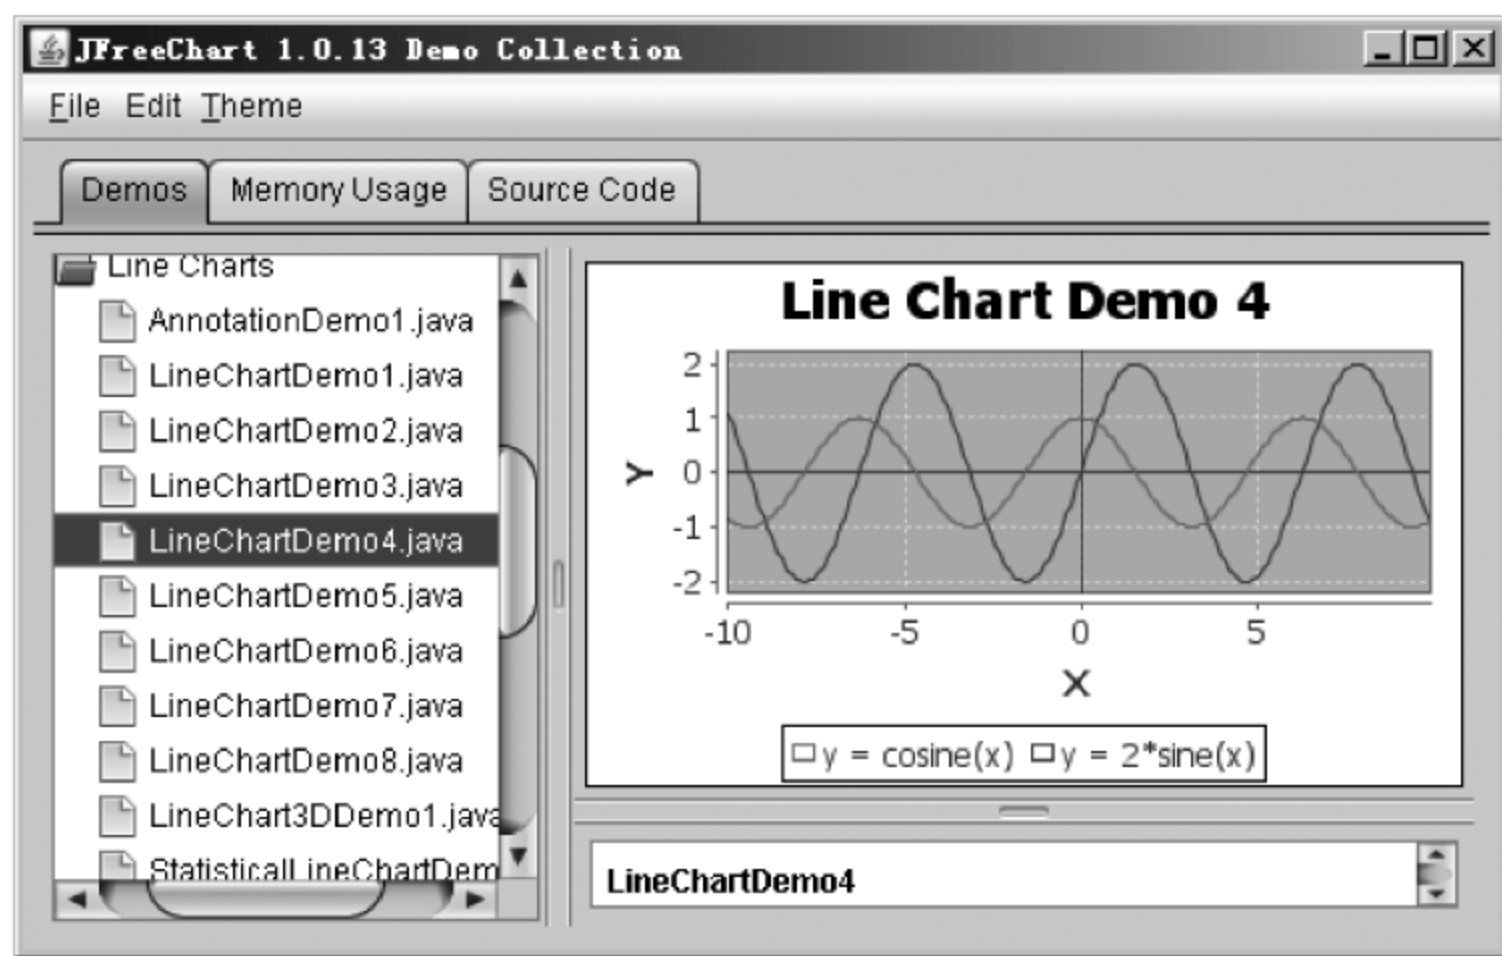 JFreeChart 1.0.13 Demo Collection
File Edit Theme
Demos Memory Usage Source Code
Line Charts
AnnotationDemo1.java
LineChartDemo1.java
LineChartDemo2.java
LineChartDemo3.java
LineChartDemo4.java
LineChartDemo5.java
LineChartDemo6.java
LineChartDemo7.java
LineChartDemo8.java
LineChart3DDemo1.java
StatisticalLineChartDem
Line Chart Demo 4
Y
2
1
0
-1
-2
-10 -5 0 5
X
y = cosine(x) y = 2*sine(x)
LineChartDemo4